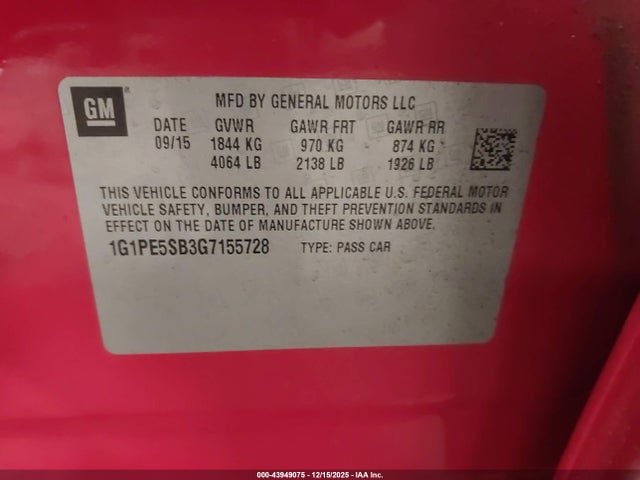 GM
MFD BY GENERAL MOTORS LLC
DATE GVWR GAWR FRT GAWR RR
09/15 1844 KG 970 KG 874 KG
4064 LB 2138 LB 1926 LB
THIS VEHICLE CONFORMS TO ALL APPLICABLE U.S. FEDERAL MOTOR
VEHICLE SAFETY, BUMPER, AND THEFT PREVENTION STANDARDS IN
EFFECT ON THE DATE OF MANUFACTURE SHOWN ABOVE.
1G1PE5SB3G7155728 TYPE: PASS CAR
000-43949075 - 12/15/2025 - IAA Inc.